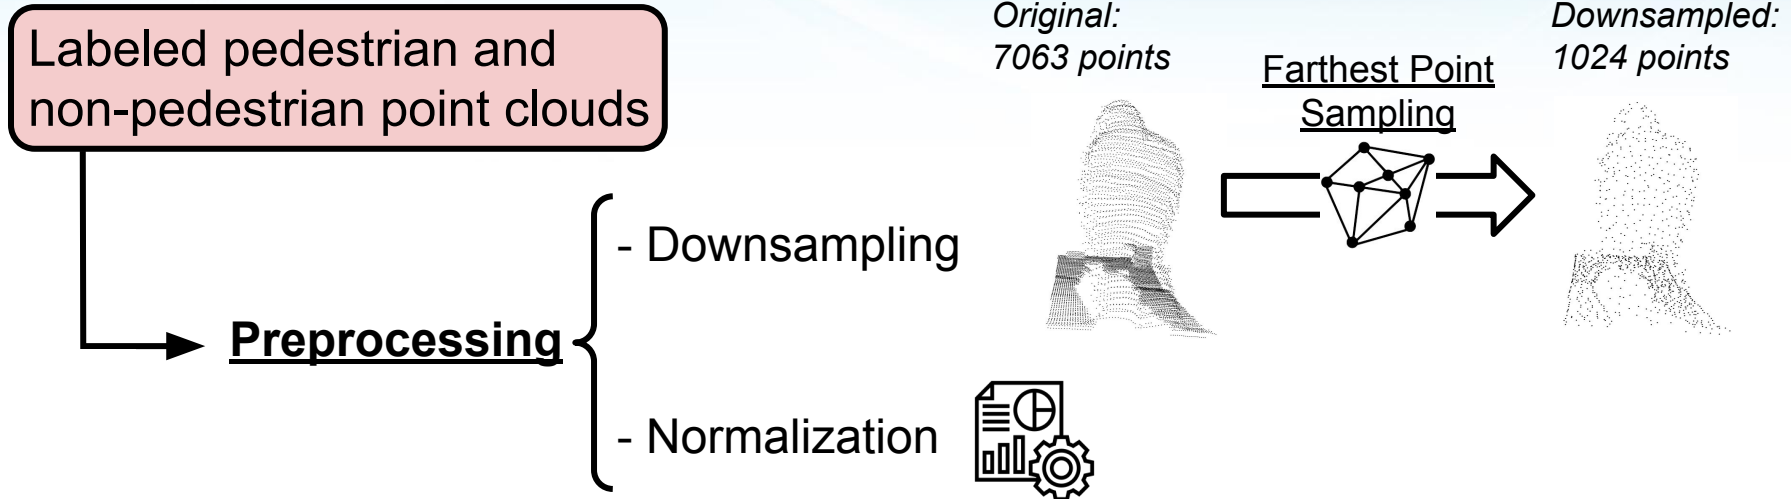 Labeled pedestrian and
non-pedestrian point clouds
Preprocessing
- Downsampling
- Normalization
Original:
7063 points
Farthest Point
Sampling
Downsampled:
1024 points